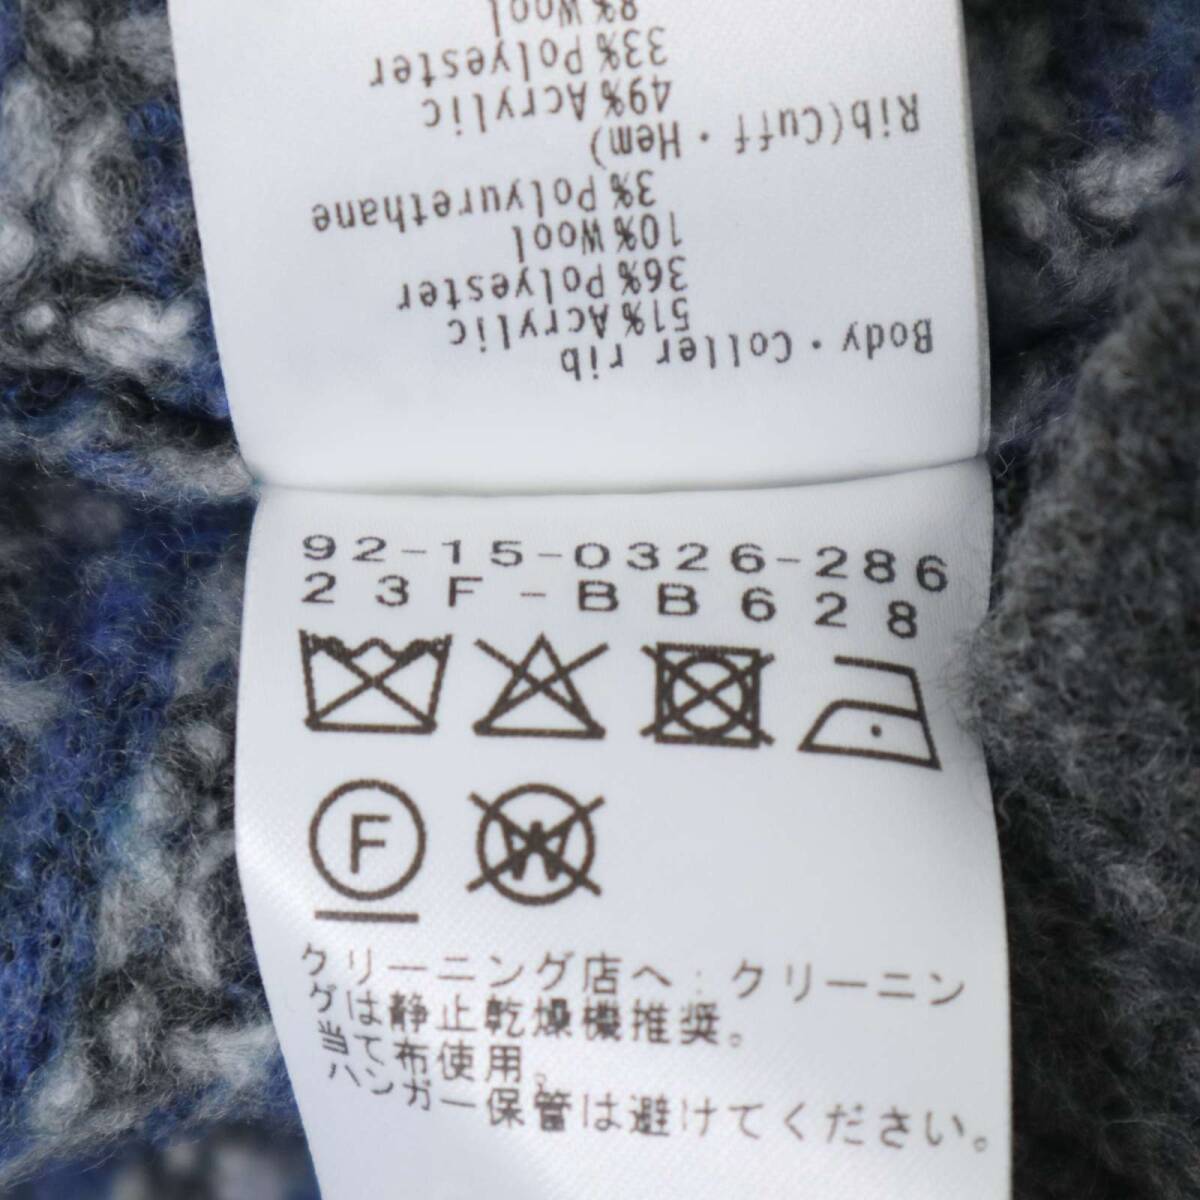 Body・Coller rib
51% Acrylic
36% Polyester
10% Wool
3% Polyurethane
Rib(Cuff・Hem)
49% Acrylic
33% Polyester
8% Wool
92-15-0326-286
23F-BB628
F
W
クリーニング店へ:クリーニン
グは静止乾燥機推奨。
当て布使用。
ハンガー保管は避けてください。